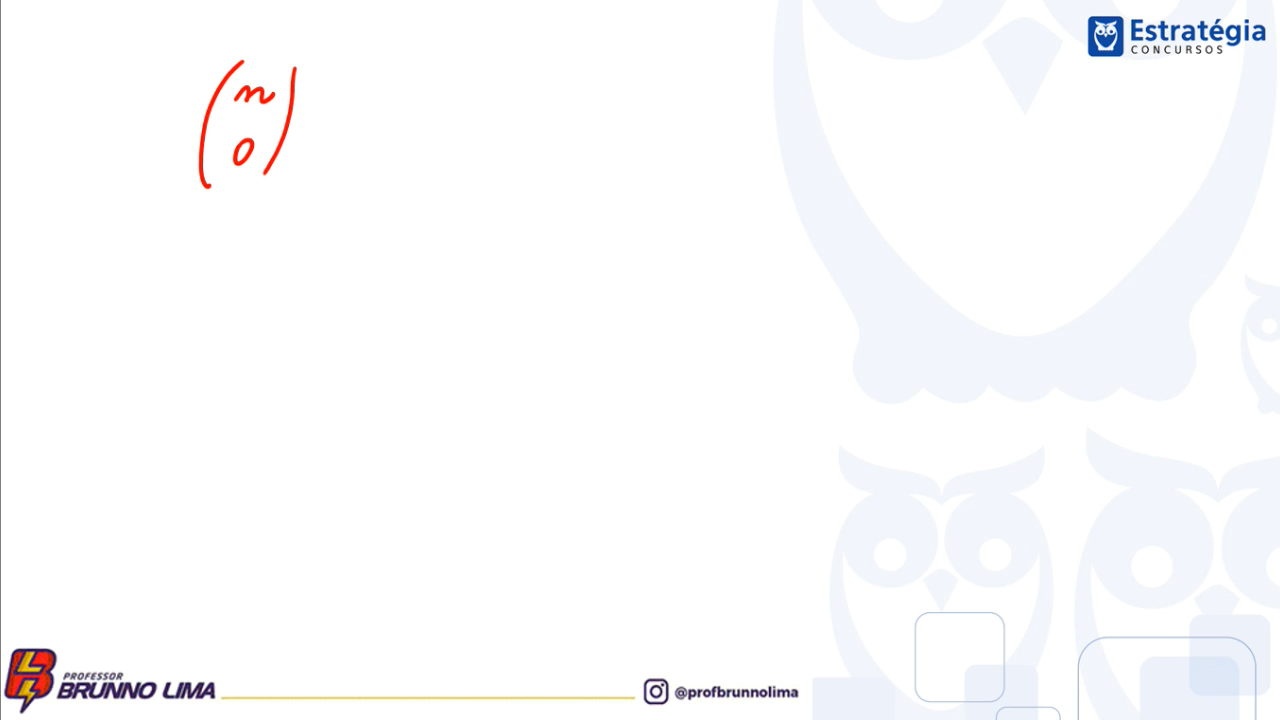 Estratégia
CONCURSOS
(n
0)
PROFESSOR
BRUNNO LIMA
@profbrunnolima